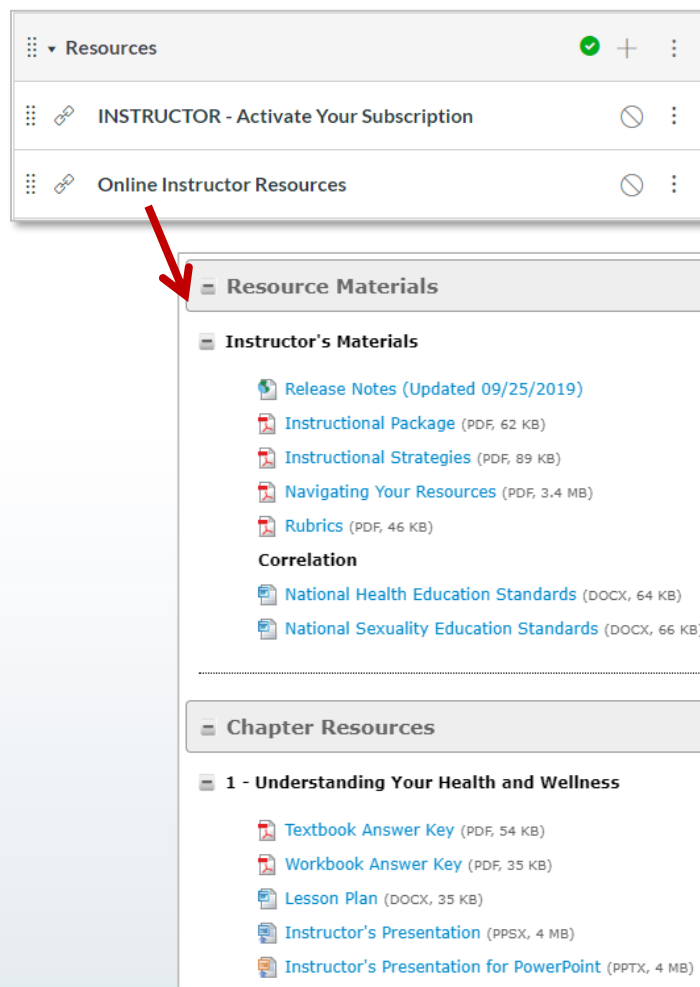 Resources
INSTRUCTOR - Activate Your Subscription
Online Instructor Resources
Resource Materials
Instructor's Materials
Release Notes (Updated 09/25/2019)
Instructional Package (PDF, 62 KB)
Instructional Strategies (PDF, 89 KB)
Navigating Your Resources (PDF, 3.4 MB)
Rubrics (PDF, 46 KB)
Correlation
National Health Education Standards (DOCX, 64 KB)
National Sexuality Education Standards (DOCX, 66 KB)
Chapter Resources
1 - Understanding Your Health and Wellness
Textbook Answer Key (PDF, 54 KB)
Workbook Answer Key (PDF, 35 KB)
Lesson Plan (DOCX, 35 KB)
Instructor's Presentation (PPSX, 4 MB)
Instructor's Presentation for PowerPoint (PPTX, 4 MB)